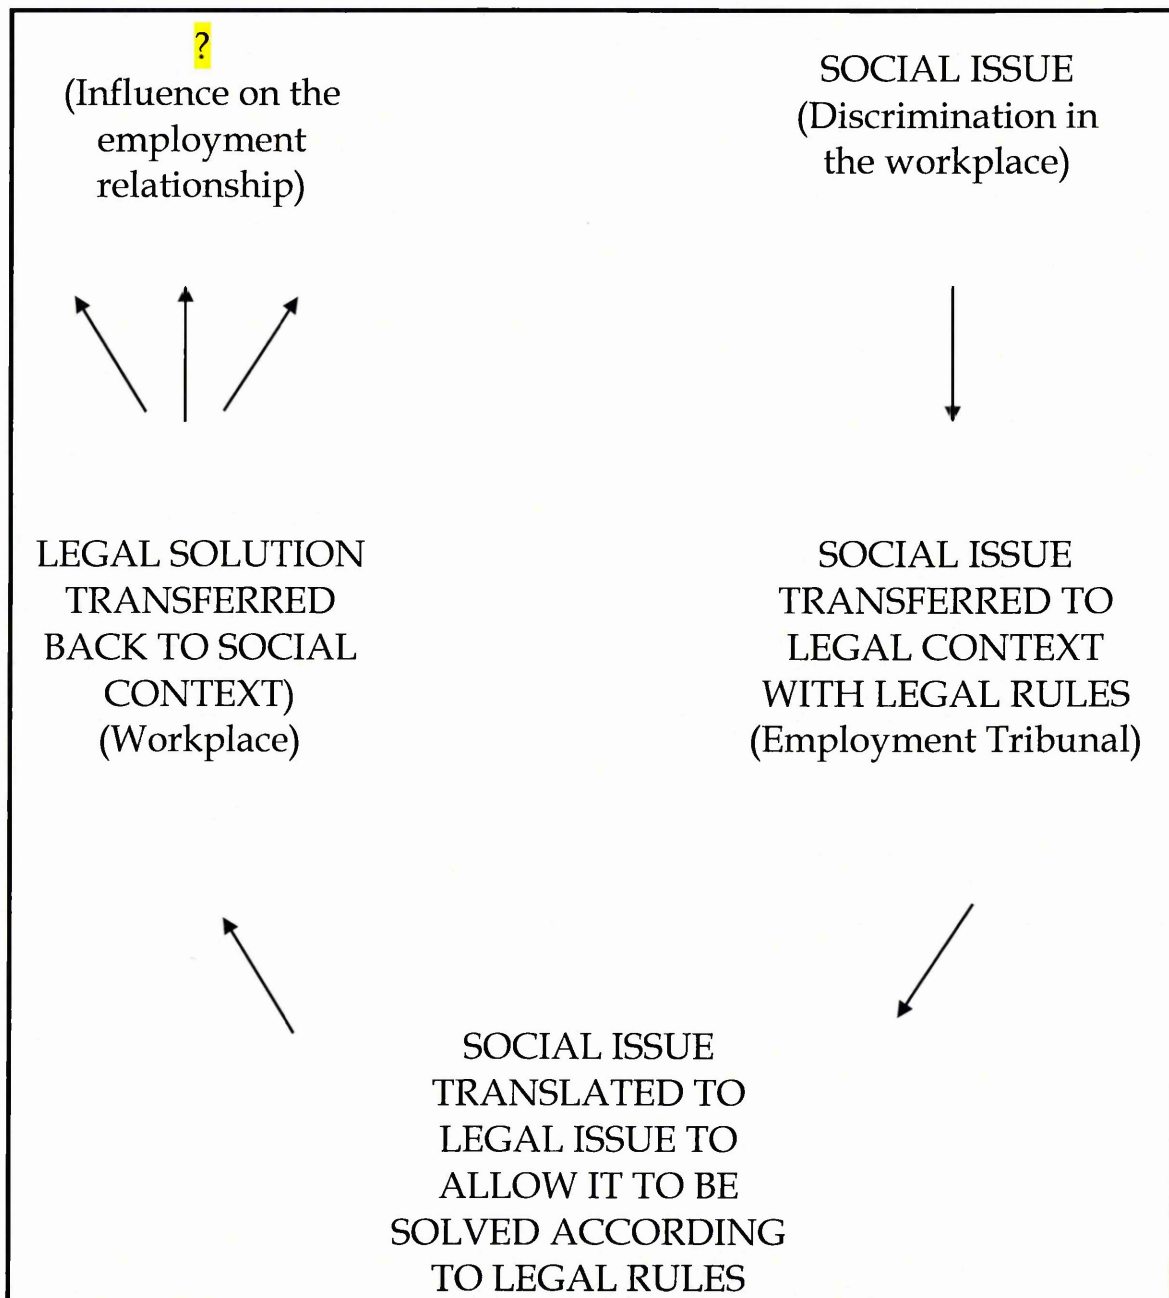 ?
(Influence on the
employment
relationship)
SOCIAL ISSUE
(Discrimination in
the workplace)
LEGAL SOLUTION
TRANSFERRED
BACK TO SOCIAL
CONTEXT)
(Workplace)
SOCIAL ISSUE
TRANSFERRED TO
LEGAL CONTEXT
WITH LEGAL RULES
(Employment Tribunal)
SOCIAL ISSUE
TRANSLATED TO
LEGAL ISSUE TO
ALLOW IT TO BE
SOLVED ACCORDING
TO LEGAL RULES